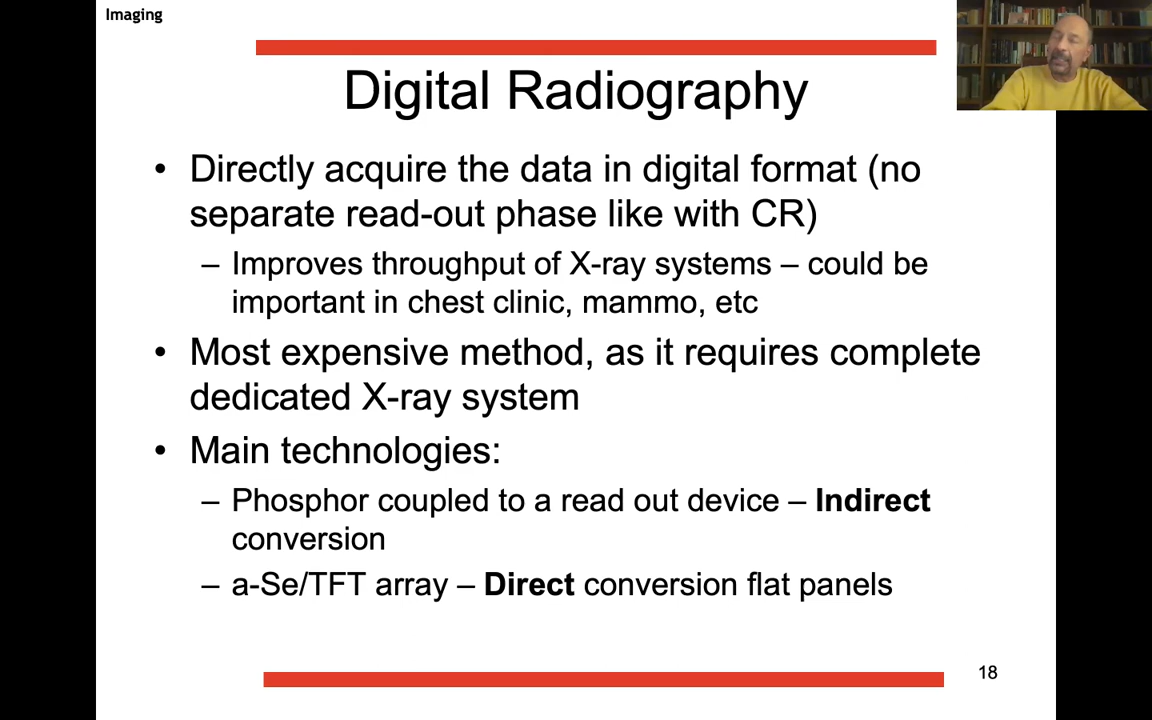 Imaging
Digital Radiography
• Directly acquire the data in digital format (no
separate read-out phase like with CR)
– Improves throughput of X-ray systems – could be
important in chest clinic, mammo, etc
• Most expensive method, as it requires complete
dedicated X-ray system
• Main technologies:
– Phosphor coupled to a read out device – Indirect
conversion
– a-Se/TFT array – Direct conversion flat panels
18